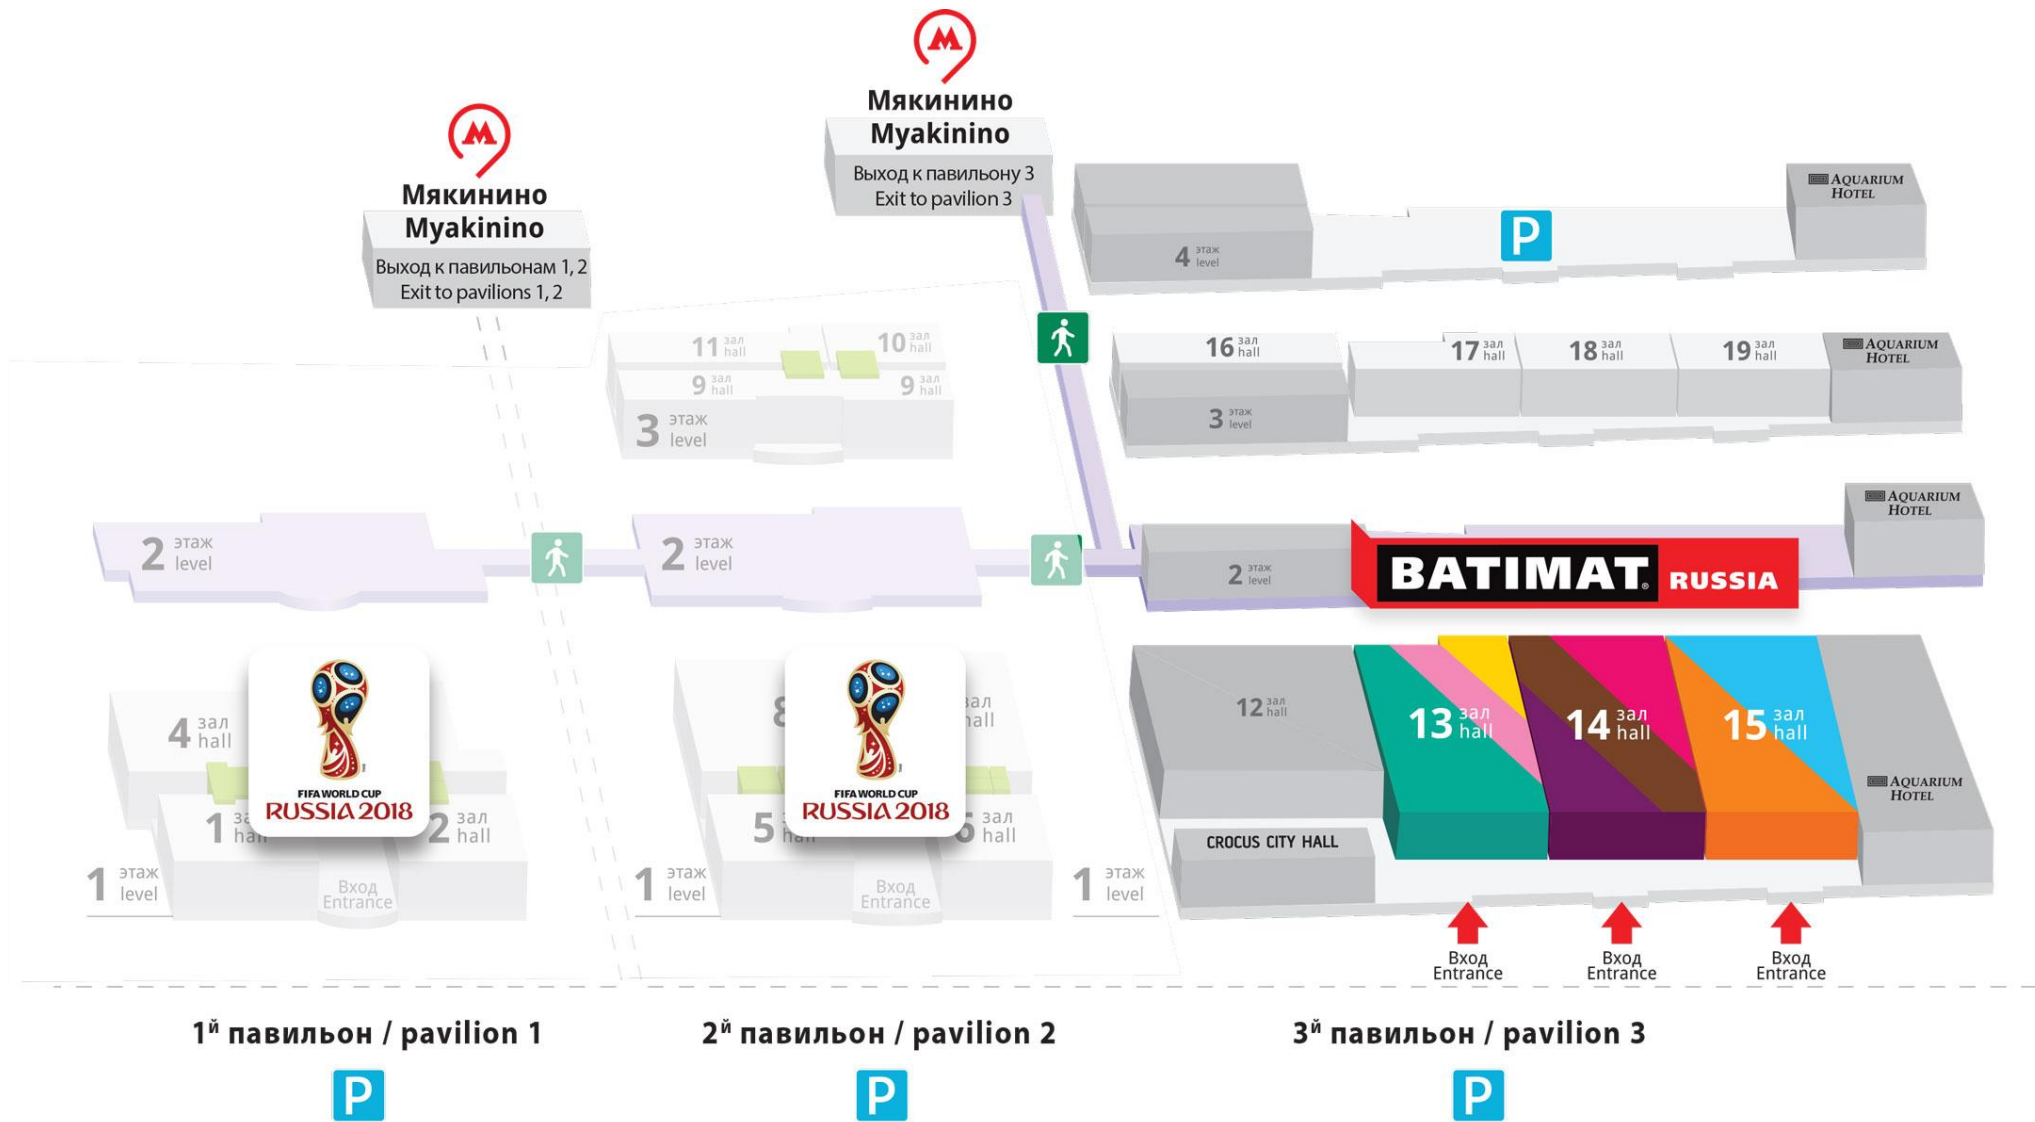 Мякинино
Myakinino
Выход к павильону 3
Exit to pavilion 3
Мякинино
Myakinino
Выход к павильонам 1, 2
Exit to pavilions 1, 2
4 этаж
level
P
AQUARIUM
HOTEL
11 зал
hall
10 зал
hall
9 зал
hall
9 зал
hall
3 этаж
level
16 зал
hall
3 этаж
level
17 зал
hall
18 зал
hall
19 зал
hall
AQUARIUM
HOTEL
2 этаж
level
2 этаж
level
2 этаж
level
BATIMAT® RUSSIA
AQUARIUM
HOTEL
4 зал
hall
FIFA WORLD CUP
RUSSIA 2018
1
2 зал
hall
1 этаж
level
Вход
Entrance
8
зал
hall
FIFA WORLD CUP
RUSSIA 2018
5
6 зал
hall
1 этаж
level
Вход
Entrance
1 этаж
level
12 зал
hall
13 зал
hall
14 зал
hall
15 зал
hall
AQUARIUM
HOTEL
CROCUS CITY HALL
Вход
Entrance
Вход
Entrance
Вход
Entrance
1й павильон / pavilion 1
2й павильон / pavilion 2
3й павильон / pavilion 3
P
P
P